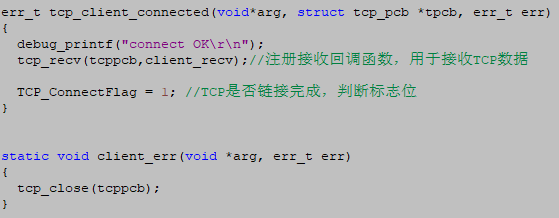 err_t tcp_client_connected(void*arg, struct tcp_pcb *tpcb, err_t err)
{
debug_printf("connect OK\r\n");
tcp_recv(tcppcb,client_recv);//注册接收回调函数，用于接收TCP数据
TCP_ConnectFlag = 1; //TCP是否链接完成，判断标志位
}
static void client_err(void *arg, err_t err)
{
tcp_close(tcppcb);
}